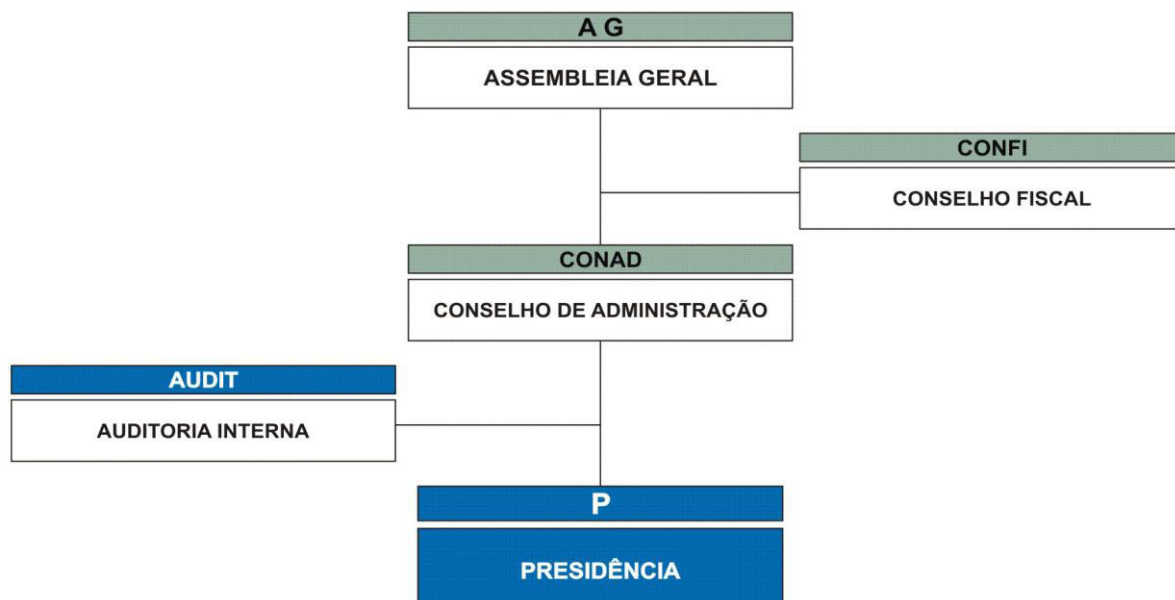 A G
ASSEMBLEIA GERAL
CONFI
CONSELHO FISCAL
CONAD
CONSELHO DE ADMINISTRAÇÃO
AUDIT
AUDITORIA INTERNA
P
PRESIDÊNCIA